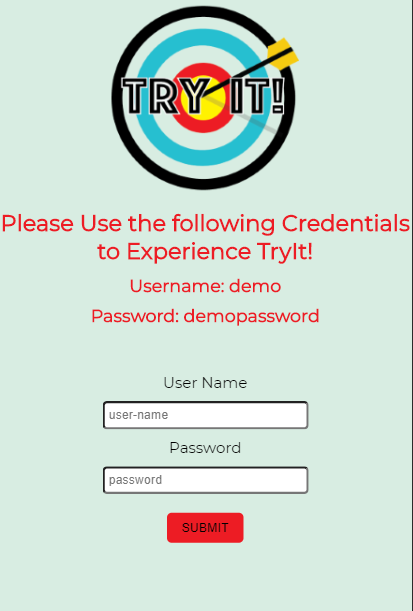 TRY IT!
Please Use the following Credentials
to Experience TryIt!
Username: demo
Password: demopassword
User Name
user-name
Password
password
SUBMIT